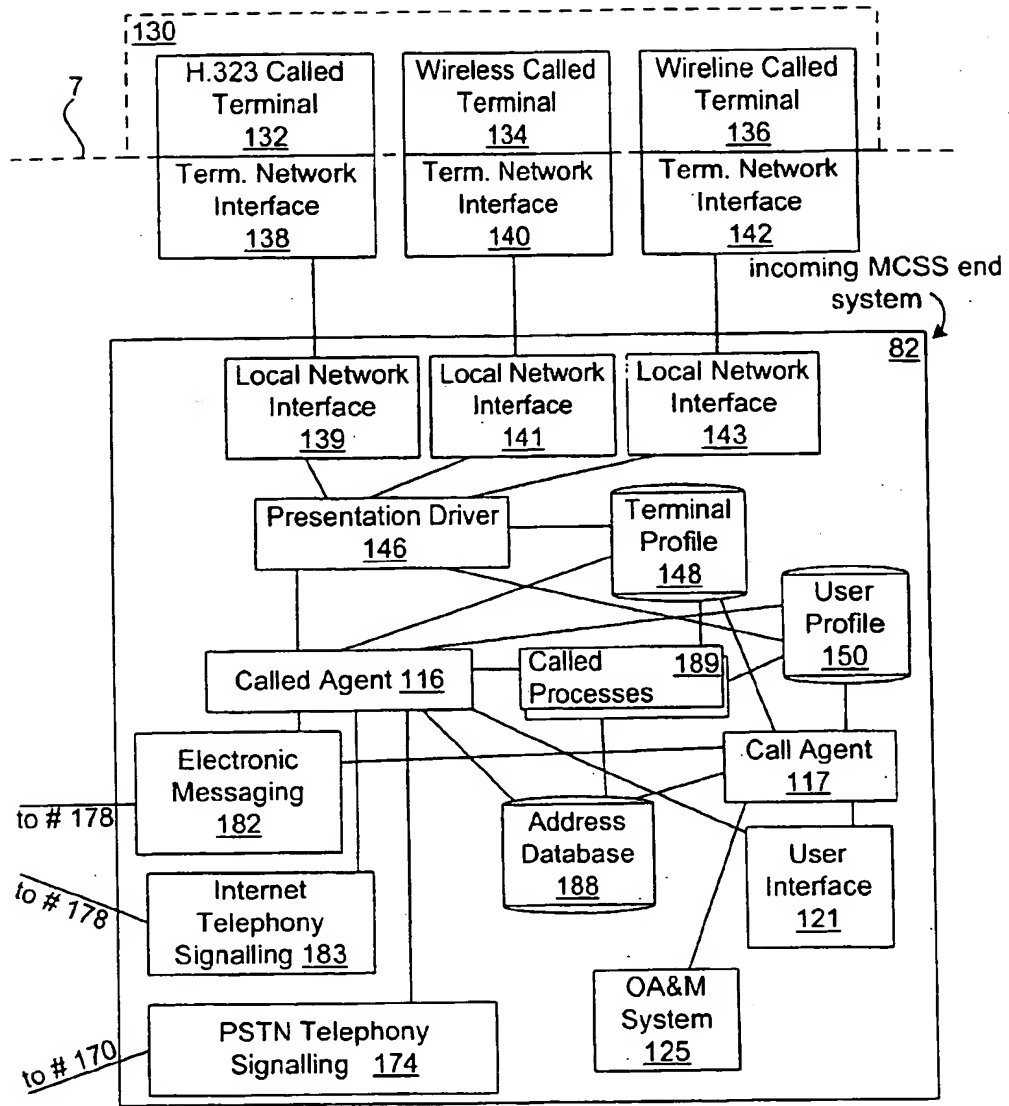 130
7
H.323 Called
Terminal
132
Wireless Called
Terminal
134
Wireline Called
Terminal
136
Term. Network
Interface
138
Term. Network
Interface
140
Term. Network
Interface
142
incoming MCSS end
system
82
Local Network
Interface
139
Local Network
Interface
141
Local Network
Interface
143
Presentation Driver
146
Terminal
Profile
148
User
Profile
150
Called Agent 116
Called
Processes
189
Electronic
Messaging
182
Call Agent
117
to # 178
Address
Database
188
User
Interface
121
to # 178
Internet
Telephony
Signalling 183
OA&M
System
125
PSTN Telephony
Signalling 174
to # 170